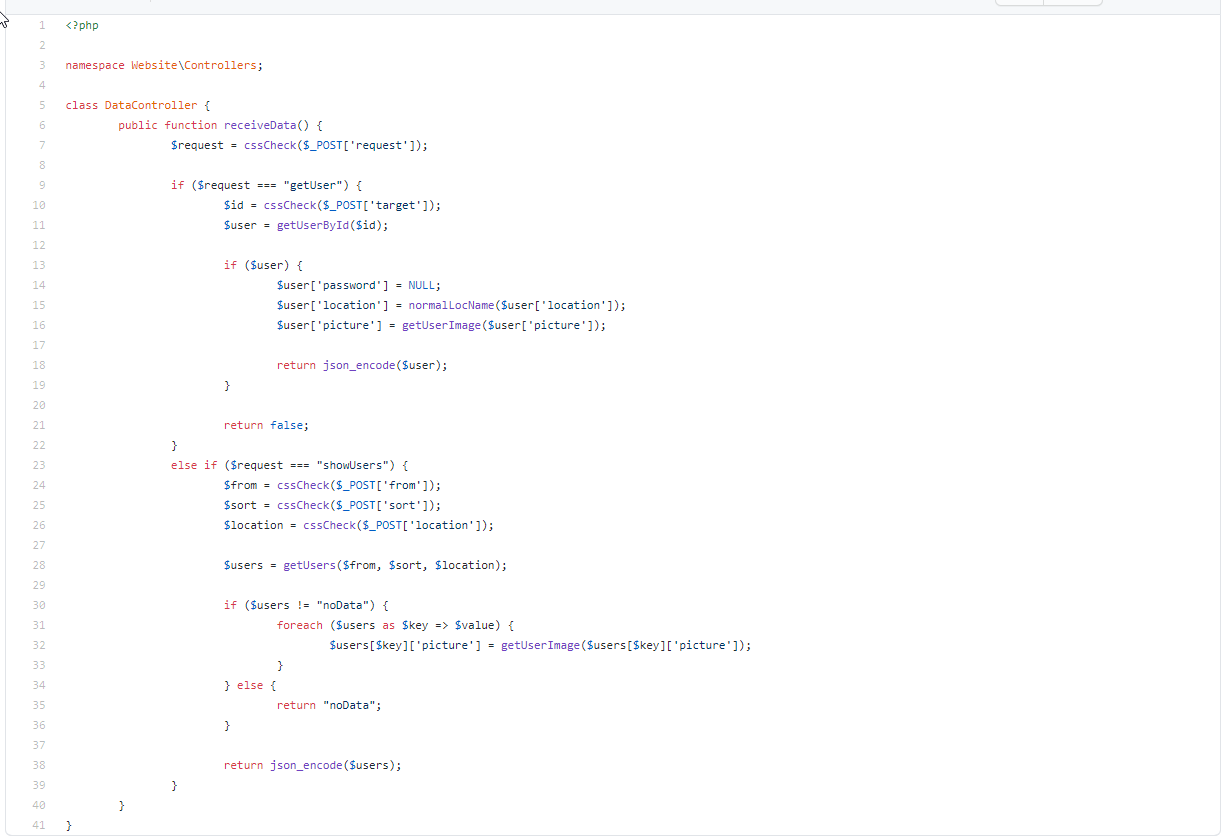 1 <?php
2
3 namespace Website\Controllers;
4
5 class DataController {
6 public function receiveData() {
7 $request = cssCheck($_POST['request']);
8
9 if ($request === "getUser") {
10 $id = cssCheck($_POST['target']);
11 $user = getUserById($id);
12
13 if ($user) {
14 $user['password'] = NULL;
15 $user['location'] = normalLocName($user['location']);
16 $user['picture'] = getUserImage($user['picture']);
17
18 return json_encode($user);
19 }
20
21 return false;
22 }
23 else if ($request === "showUsers") {
24 $from = cssCheck($_POST['from']);
25 $sort = cssCheck($_POST['sort']);
26 $location = cssCheck($_POST['location']);
27
28 $users = getUsers($from, $sort, $location);
29
30 if ($users != "noData") {
31 foreach ($users as $key => $value) {
32 $users[$key]['picture'] = getUserImage($users[$key]['picture']);
33 }
34 } else {
35 return "noData";
36 }
37
38 return json_encode($users);
39 }
40 }
41 }